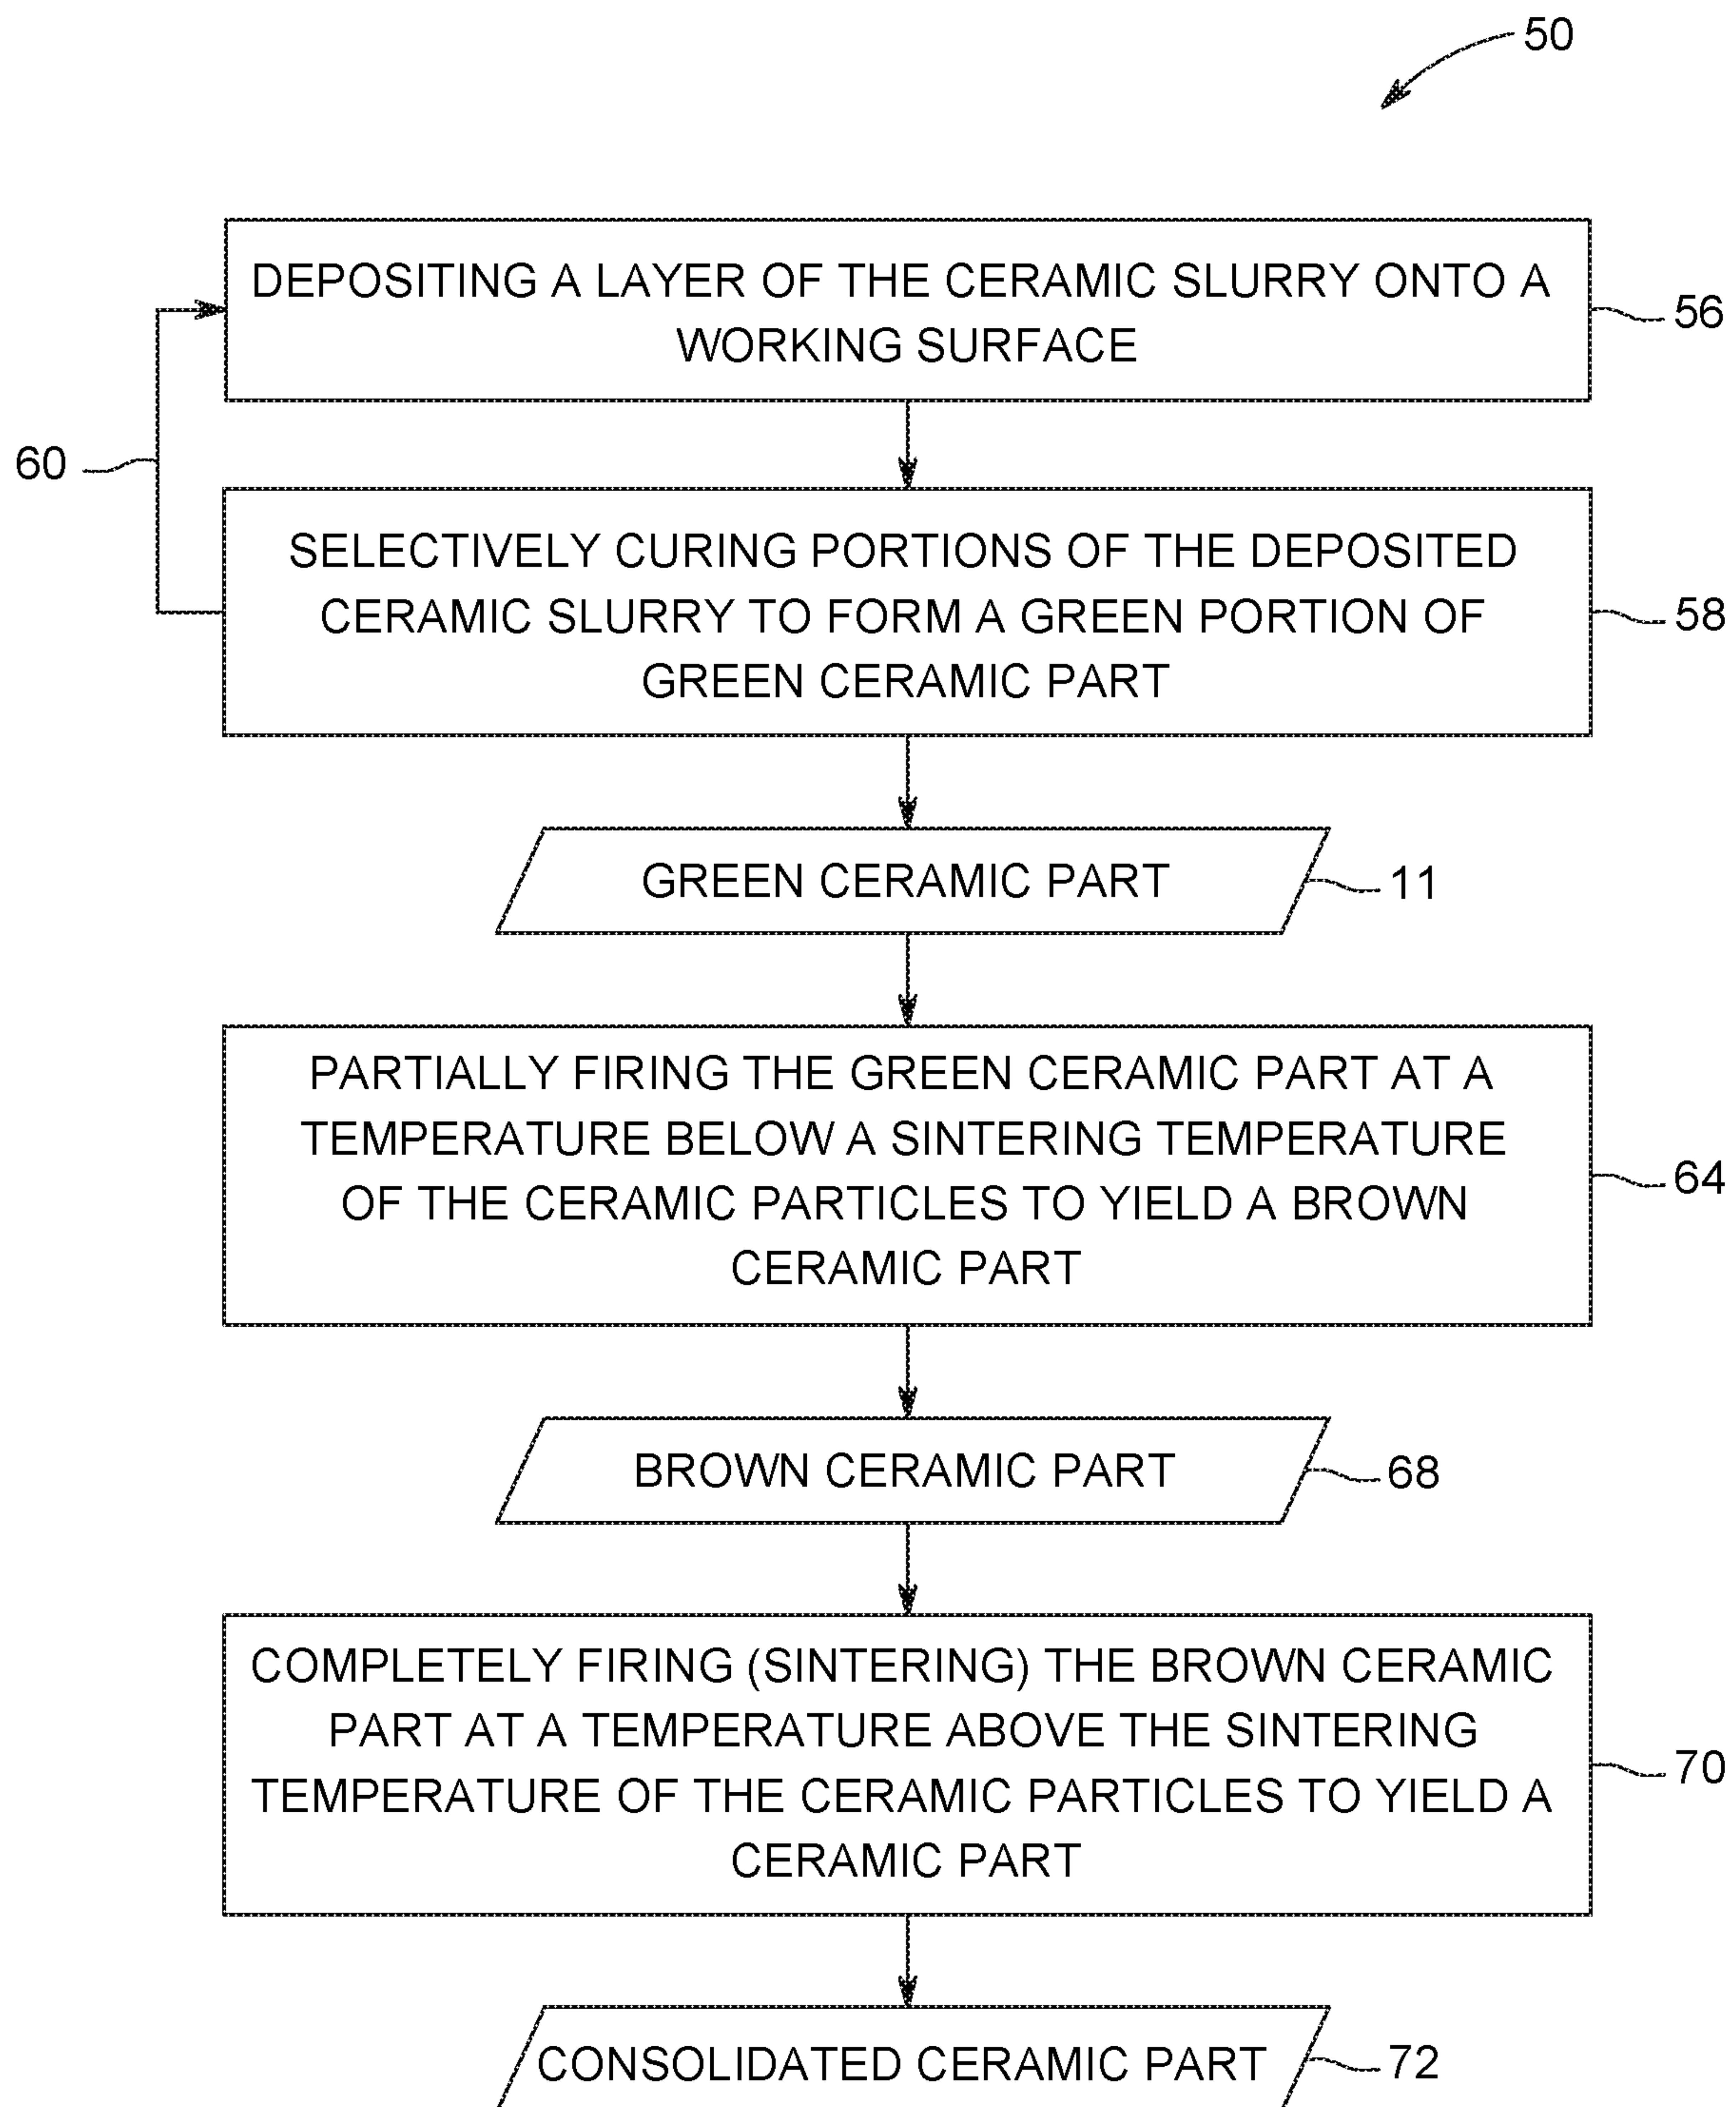 50
DEPOSITING A LAYER OF THE CERAMIC SLURRY ONTO A
WORKING SURFACE
56
60
SELECTIVELY CURING PORTIONS OF THE DEPOSITED
CERAMIC SLURRY TO FORM A GREEN PORTION OF
GREEN CERAMIC PART
58
GREEN CERAMIC PART
11
PARTIALLY FIRING THE GREEN CERAMIC PART AT A
TEMPERATURE BELOW A SINTERING TEMPERATURE
OF THE CERAMIC PARTICLES TO YIELD A BROWN
CERAMIC PART
64
BROWN CERAMIC PART
68
COMPLETELY FIRING (SINTERING) THE BROWN CERAMIC
PART AT A TEMPERATURE ABOVE THE SINTERING
TEMPERATURE OF THE CERAMIC PARTICLES TO YIELD A
CERAMIC PART
70
CONSOLIDATED CERAMIC PART
72